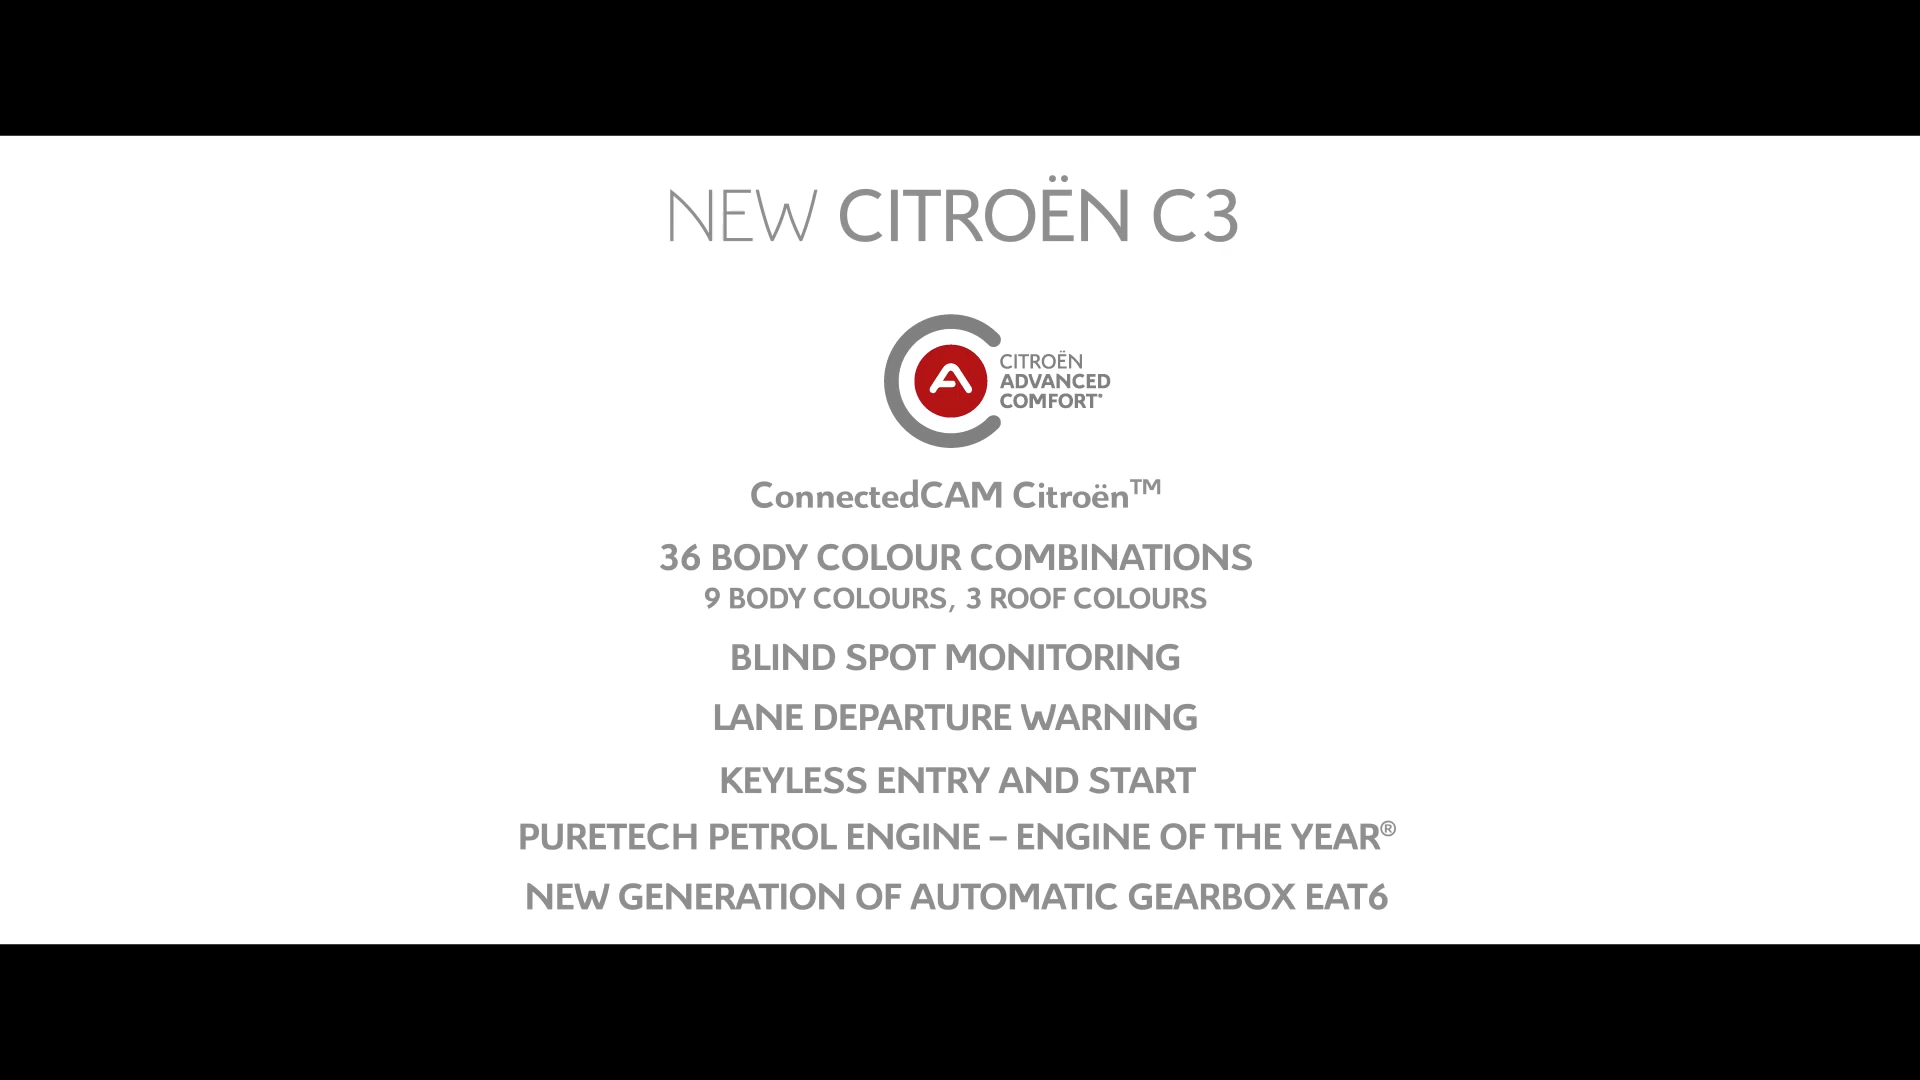 NEW CITROËN C3
A
CITROËN
ADVANCED
COMFORT®
ConnectedCAM Citroën™
36 BODY COLOUR COMBINATIONS
9 BODY COLOURS, 3 ROOF COLOURS
BLIND SPOT MONITORING
LANE DEPARTURE WARNING
KEYLESS ENTRY AND START
PURETECH PETROL ENGINE – ENGINE OF THE YEAR®
NEW GENERATION OF AUTOMATIC GEARBOX EAT6